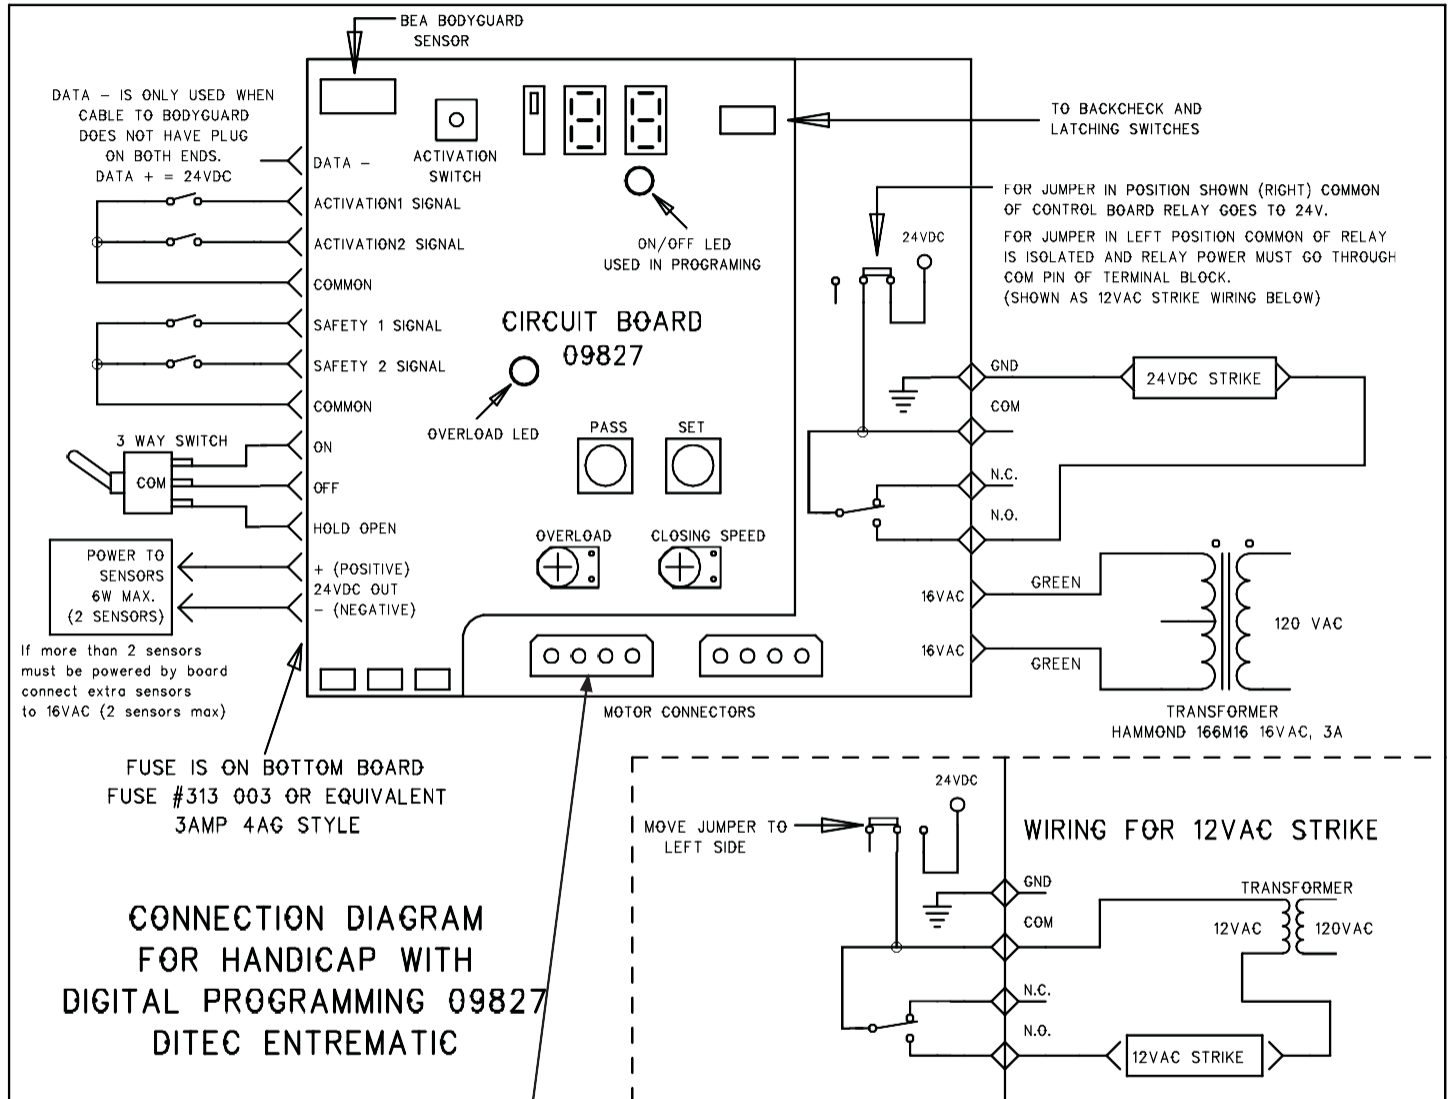 BEA BODYGUARD
SENSOR
DATA – IS ONLY USED WHEN
CABLE TO BODYGUARD
DOES NOT HAVE PLUG
ON BOTH ENDS.
DATA + = 24VDC
DATA –
ACTIVATION1 SIGNAL
ACTIVATION2 SIGNAL
COMMON
SAFETY 1 SIGNAL
SAFETY 2 SIGNAL
COMMON
3 WAY SWITCH
COM
ON
OFF
HOLD OPEN
POWER TO
SENSORS
6W MAX.
(2 SENSORS)
+ (POSITIVE)
24VDC OUT
– (NEGATIVE)
If more than 2 sensors
must be powered by board
connect extra sensors
to 16VAC (2 sensors max)
ACTIVATION
SWITCH
ON/OFF LED
USED IN PROGRAMING
CIRCUIT BOARD
09827
OVERLOAD LED
PASS
SET
OVERLOAD
CLOSING SPEED
MOTOR CONNECTORS
TO BACKCHECK AND
LATCHING SWITCHES
FOR JUMPER IN POSITION SHOWN (RIGHT) COMMON
OF CONTROL BOARD RELAY GOES TO 24V.
FOR JUMPER IN LEFT POSITION COMMON OF RELAY
IS ISOLATED AND RELAY POWER MUST GO THROUGH
COM PIN OF TERMINAL BLOCK.
(SHOWN AS 12VAC STRIKE WIRING BELOW)
24VDC
GND
COM
N.C.
N.O.
24VDC STRIKE
16VAC
GREEN
16VAC
GREEN
120 VAC
TRANSFORMER
HAMMOND 166M16 16VAC, 3A
FUSE IS ON BOTTOM BOARD
FUSE #313 003 OR EQUIVALENT
3AMP 4AG STYLE
CONNECTION DIAGRAM
FOR HANDICAP WITH
DIGITAL PROGRAMMING 09827
DITEC ENTREMATIC
24VDC
MOVE JUMPER TO
LEFT SIDE
WIRING FOR 12VAC STRIKE
GND
COM
N.C.
N.O.
TRANSFORMER
12VAC
120VAC
12VAC STRIKE